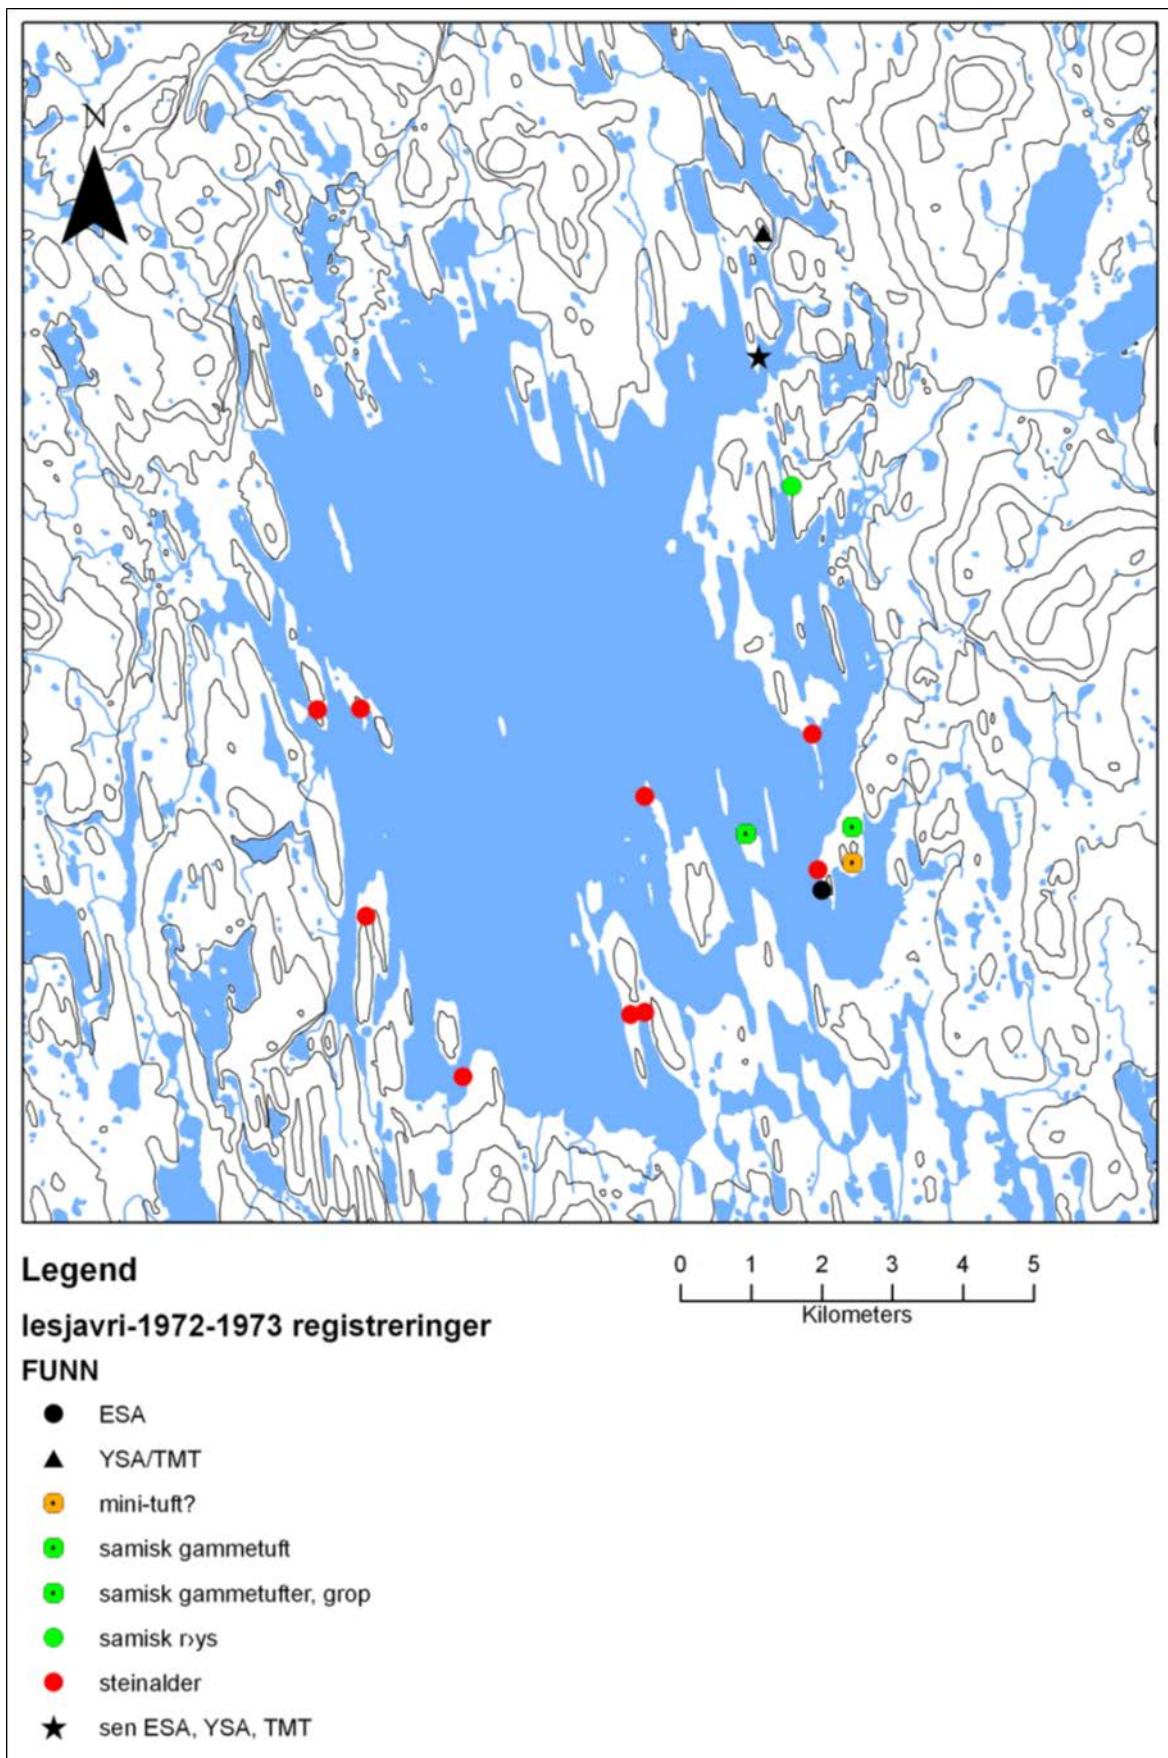 N
Legend
Iesjavri-1972-1973 registreringer
FUNN
ESA
YSA/TMT
mini-tuft?
samisk gammetuft
samisk gammetufter, grop
samisk r›ys
steinalder
sen ESA, YSA, TMT
0 1 2 3 4 5
Kilometers